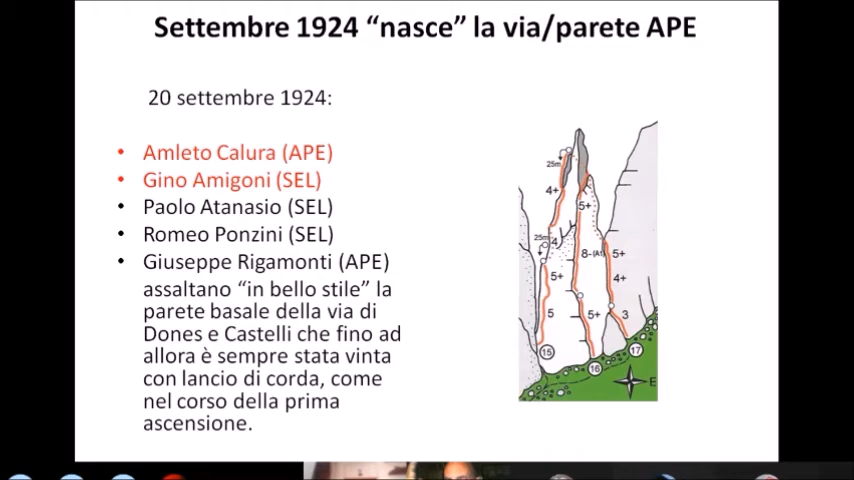 Settembre 1924 “nasce” la via/parete APE
20 settembre 1924:
• Amleto Calura (APE)
• Gino Amigoni (SEL)
• Paolo Atanasio (SEL)
• Romeo Ponzini (SEL)
• Giuseppe Rigamonti (APE)
assaltano “in bello stile” la
parete basale della via di
Dones e Castelli che fino ad
allora è sempre stata vinta
con lancio di corda, come
nel corso della prima
ascensione.
25m
4+
5+
25m
4
8-(A1)
5+
5+
4+
5
5+
3
15
16
17
E